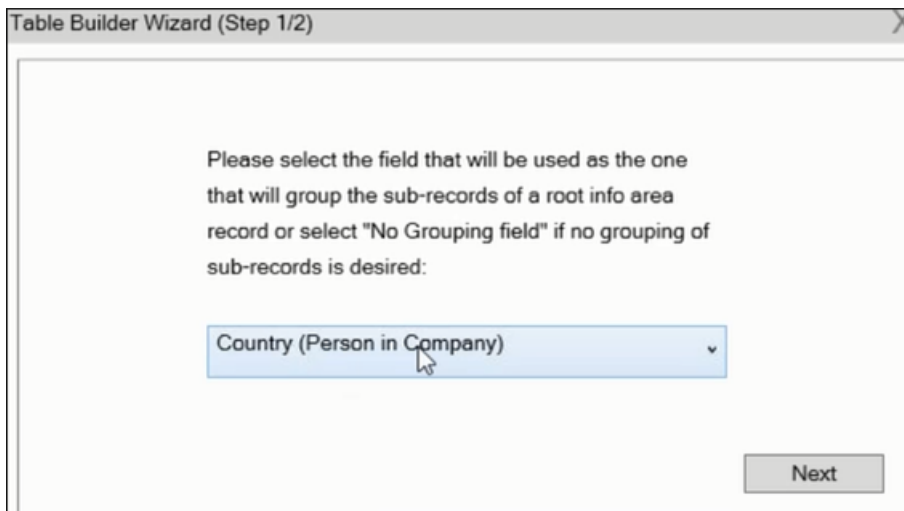 Table Builder Wizard (Step 1/2)
Please select the field that will be used as the one
that will group the sub-records of a root info area
record or select "No Grouping field" if no grouping of
sub-records is desired:
Country (Person in Company)
Next